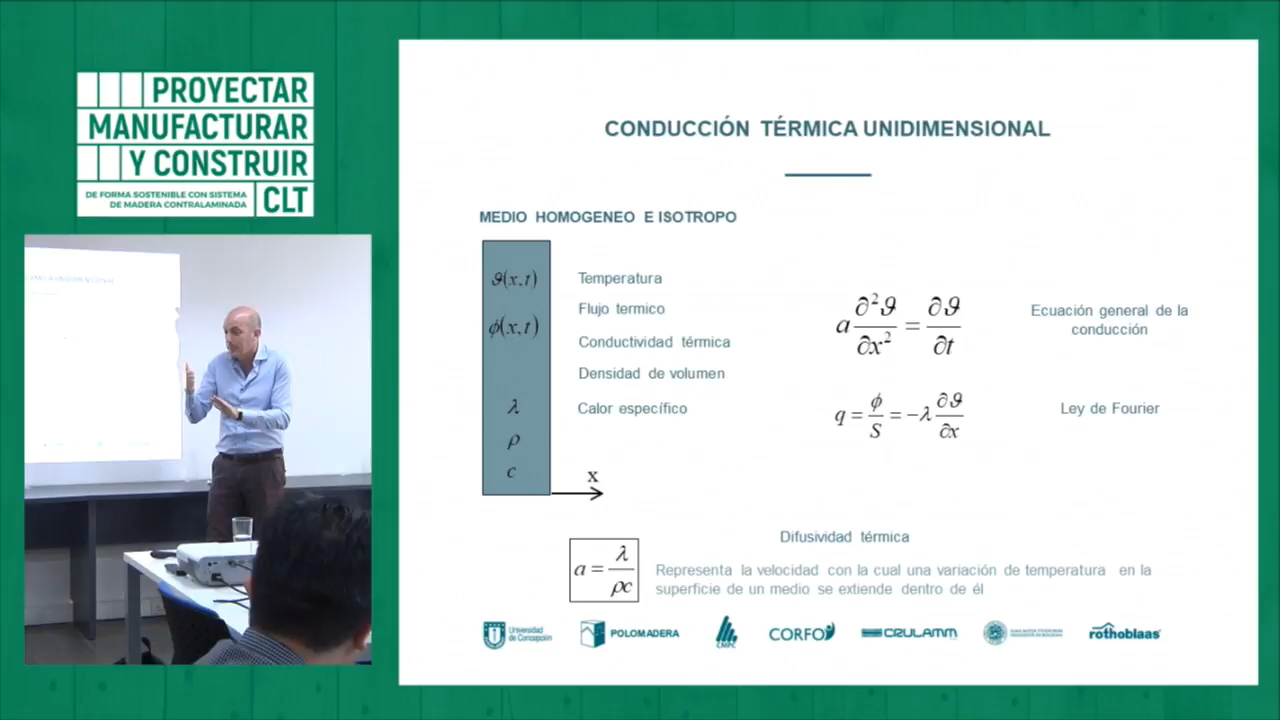 PROYECTAR
MANUFACTURAR
Y CONSTRUIR
DE FORMA SOSTENIBLE CON SISTEMA
DE MADERA CONTRALAMINADA
CLT
CONDUCCIÓN TÉRMICA UNIDIMENSIONAL
MEDIO HOMOGENEO E ISOTROPO
ϑ(x,t)
Temperatura
Flujo termico
ϕ(x,t)
Conductividad térmica
Densidad de volumen
λ
Calor específico
ρ
c
x
a ∂²ϑ/∂x² = ∂ϑ/∂t
Ecuación general de la
conducción
q = ϕ/S = −λ ∂ϑ/∂x
Ley de Fourier
Difusividad térmica
a = λ/ρc
Representa la velocidad con la cual una variación de temperatura en la
superficie de un medio se extiende dentro de él
Universidad
de Concepción
POLOMADERA
CMPC
CORFO
CRULAMM
rothoblaas